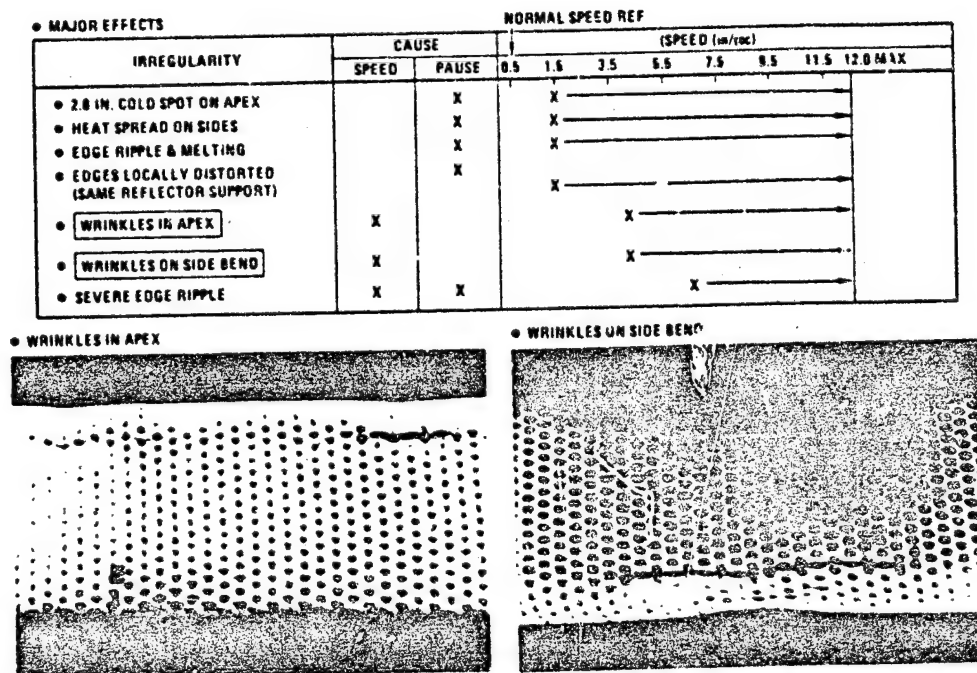 ● MAJOR EFFECTS
NORMAL SPEED REF
IRREGULARITY
CAUSE
(SPEED (in/sec)
SPEED PAUSE
0.5 1.5 3.5 5.5 7.5 9.5 11.5 12.0 MAX
● 2.8 IN. COLD SPOT ON APEX X X
● HEAT SPREAD ON SIDES X X
● EDGE RIPPLE & MELTING X X
● EDGES LOCALLY DISTORTED X
(SAME REFLECTOR SUPPORT) X
● WRINKLES IN APEX X X
● WRINKLES ON SIDE BEND X X
● SEVERE EDGE RIPPLE X X X
● WRINKLES IN APEX
● WRINKLES ON SIDE BEND